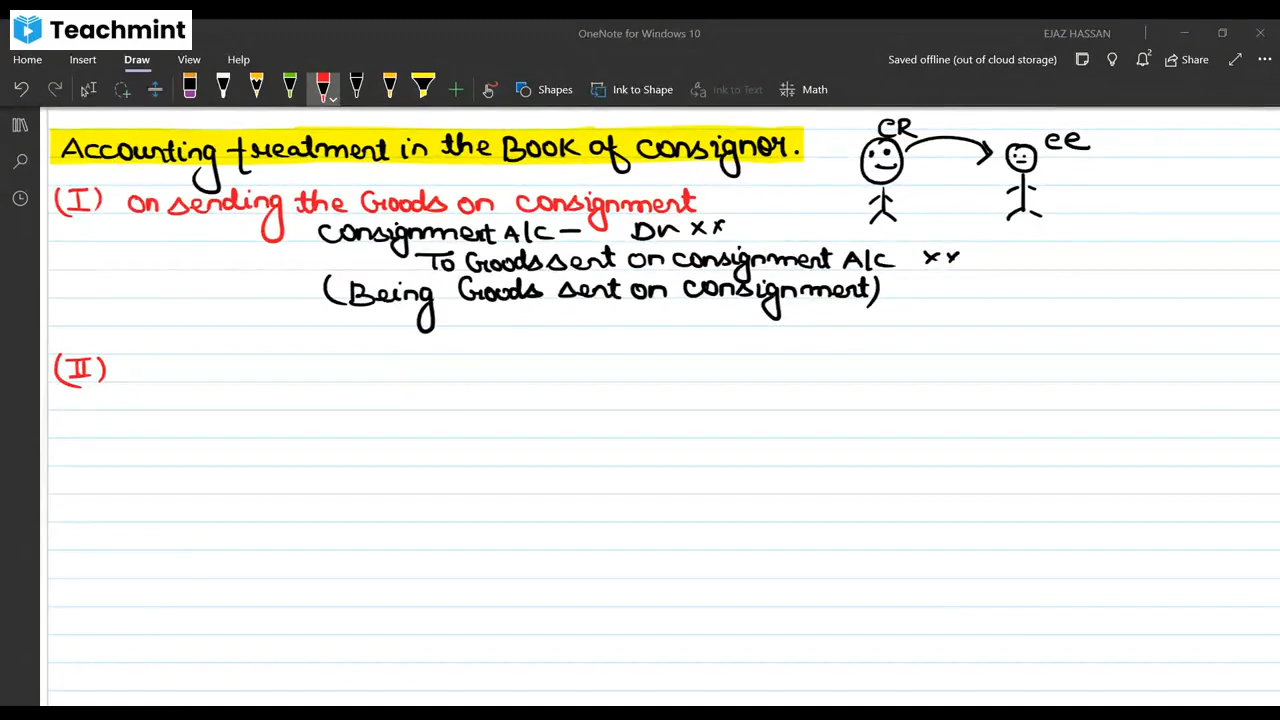 Teachmint
OneNote for Windows 10
EJAZ HASSAN
Home Insert Draw View Help
Saved offline (out of cloud storage)
2
Share
Shapes
Ink to Shape
Ink to Text
Math
Accounting treatment in the Book of consignor.
CR
ee
(I) on sending the Goods on consignment
consignment A/C - Dr xx
To Goods sent on consignment A/C xx
(Being Goods sent on consignment)
(II)